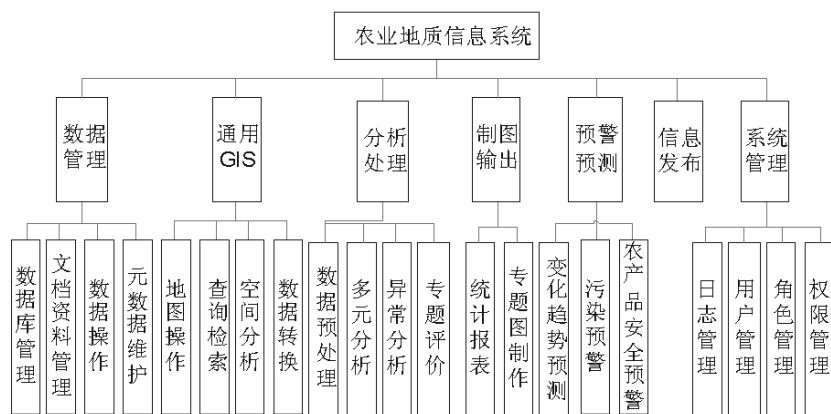 农业地质信息系统
数据
管理
通用
GIS
分析
处理
制图
输出
预警
预测
信息
发布
系统
管理
数据库管理
文档资料管理
数据操作
元数据维护
地图操作
查询检索
空间分析
数据转换
数据预处理
多元分析
异常分析
专题评价
统计报表
专题图制作
变化趋势预测
污染预警
农产品安全预警
日志管理
用户管理
角色管理
权限管理